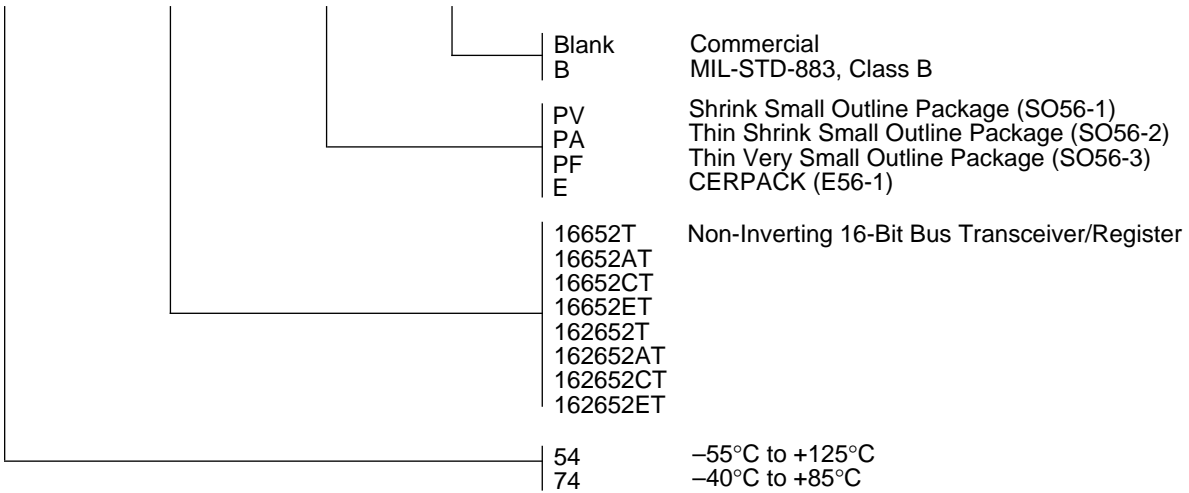 Blank Commercial
B MIL-STD-883, Class B
PV Shrink Small Outline Package (SO56-1)
PA Thin Shrink Small Outline Package (SO56-2)
PF Thin Very Small Outline Package (SO56-3)
E CERPACK (E56-1)
16652T Non-Inverting 16-Bit Bus Transceiver/Register
16652AT
16652CT
16652ET
162652T
162652AT
162652CT
162652ET
54 –55°C to +125°C
74 –40°C to +85°C